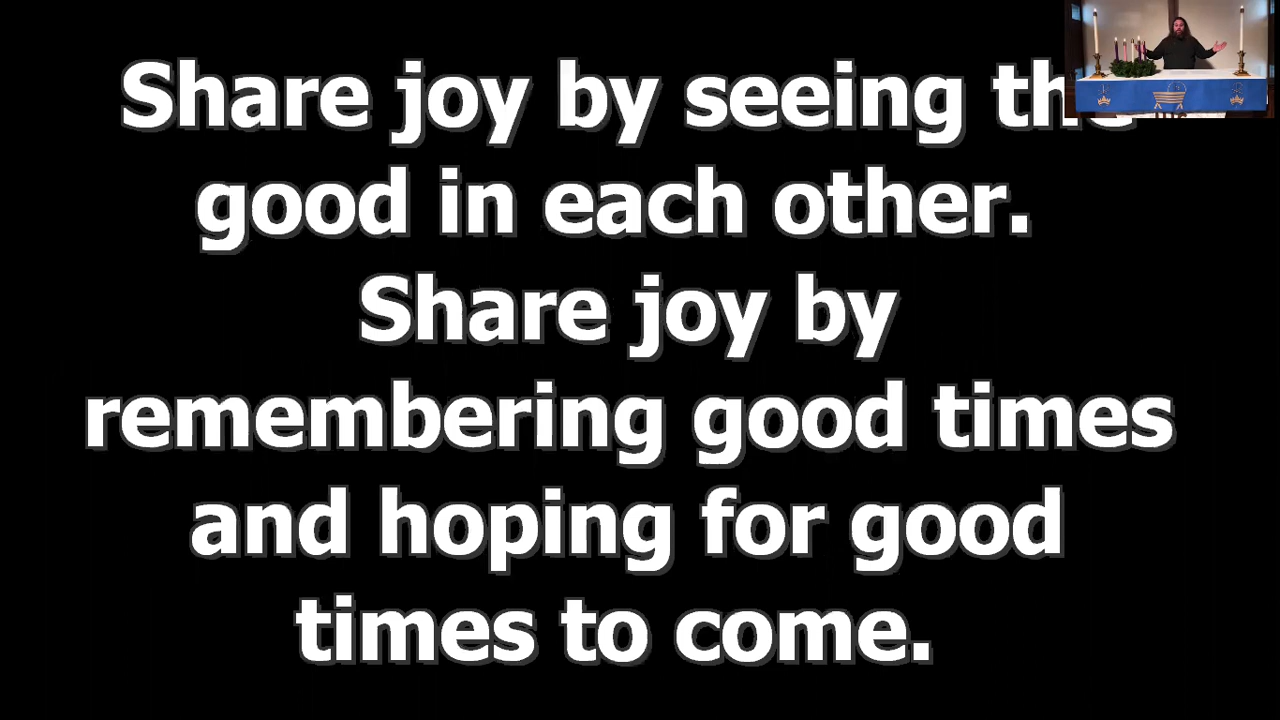 Share joy by seeing the
good in each other.
Share joy by
remembering good times
and hoping for good
times to come.